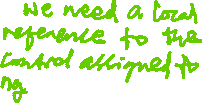 We need a local
reference to the
control assigned to
ng